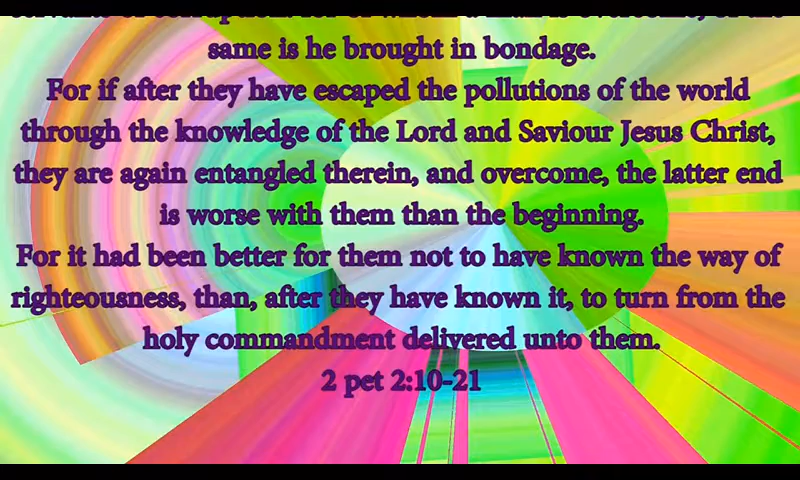 same is he brought in bondage.
For if after they have escaped the pollutions of the world
through the knowledge of the Lord and Saviour Jesus Christ,
they are again entangled therein, and overcome, the latter end
is worse with them than the beginning.
For it had been better for them not to have known the way of
righteousness, than, after they have known it, to turn from the
holy commandment delivered unto them.
2 pet 2:10-21